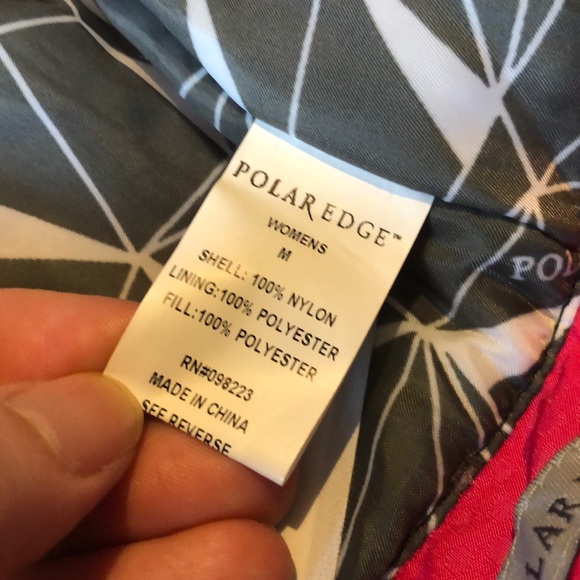 POLAR EDGE™
WOMENS
M
SHELL: 100% NYLON
LINING:100% POLYESTER
FILL:100% POLYESTER
RN#098223
MADE IN CHINA
SEE REVERSE